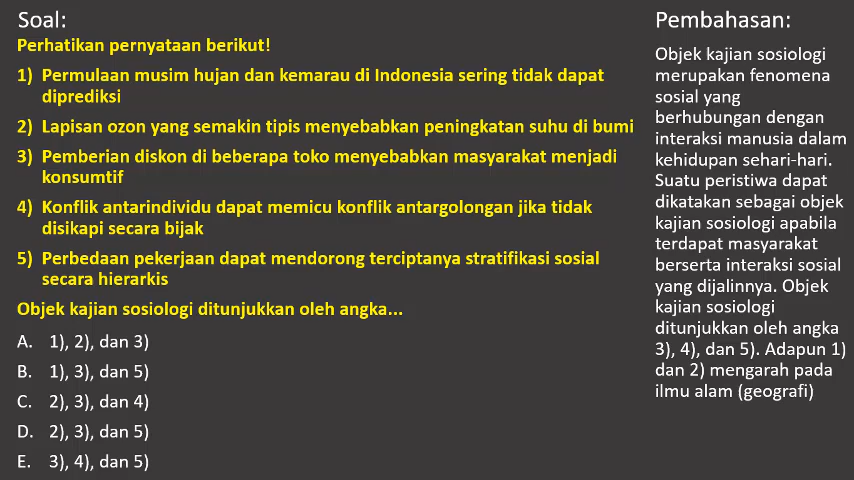 Soal:
Perhatikan pernyataan berikut!
1) Permulaan musim hujan dan kemarau di Indonesia sering tidak dapat
diprediksi
2) Lapisan ozon yang semakin tipis menyebabkan peningkatan suhu di bumi
3) Pemberian diskon di beberapa toko menyebabkan masyarakat menjadi
konsumtif
4) Konflik antarindividu dapat memicu konflik antargolongan jika tidak
disikapi secara bijak
5) Perbedaan pekerjaan dapat mendorong terciptanya stratifikasi sosial
secara hierarkis
Objek kajian sosiologi ditunjukkan oleh angka...
A. 1), 2), dan 3)
B. 1), 3), dan 5)
C. 2), 3), dan 4)
D. 2), 3), dan 5)
E. 3), 4), dan 5)
Pembahasan:
Objek kajian sosiologi
merupakan fenomena
sosial yang
berhubungan dengan
interaksi manusia dalam
kehidupan sehari-hari.
Suatu peristiwa dapat
dikatakan sebagai objek
kajian sosiologi apabila
terdapat masyarakat
berserta interaksi sosial
yang dijalinnya. Objek
kajian sosiologi
ditunjukkan oleh angka
3), 4), dan 5). Adapun 1)
dan 2) mengarah pada
ilmu alam (geografi)